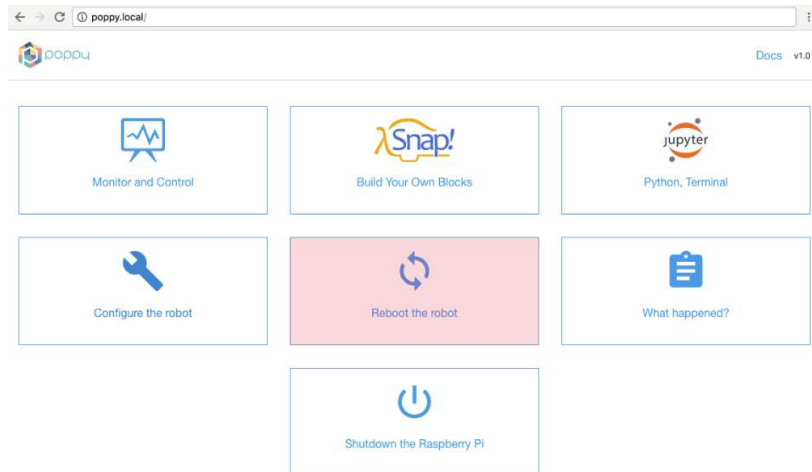 poppy.local/
poppy
Docs v1.0
λSnap!
Build Your Own Blocks
Monitor and Control
jupyter
Python, Terminal
Configure the robot
Reboot the robot
What happened?
Shutdown the Raspberry Pi